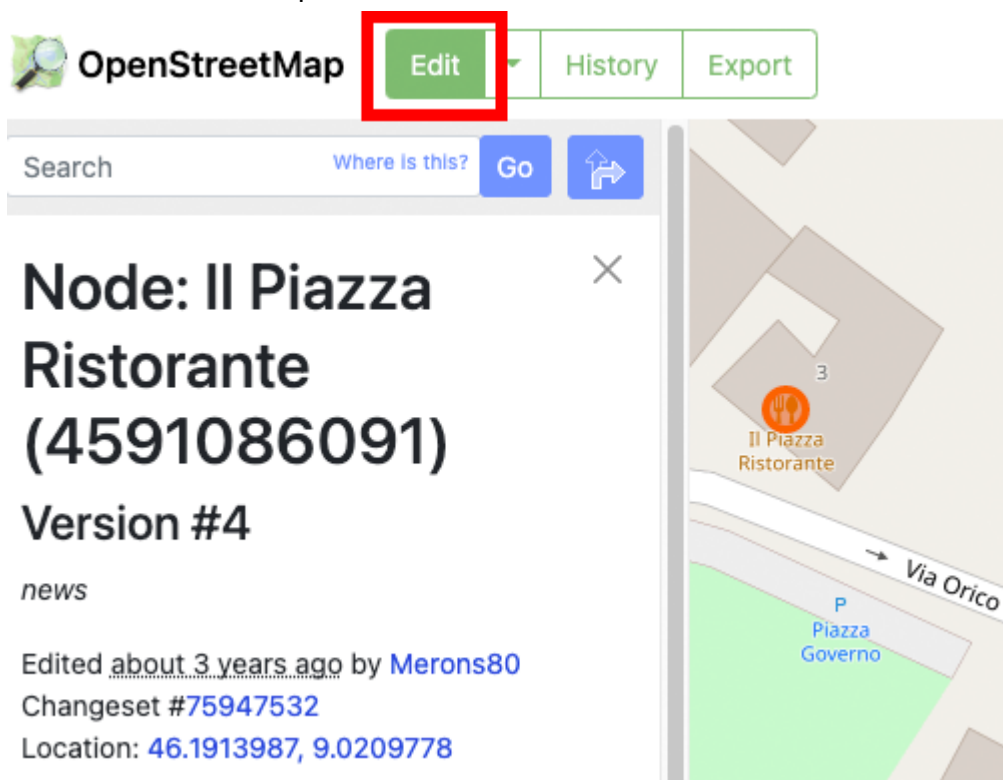 OpenStreetMap Edit History Export
Search Where is this? Go
Node: Il Piazza
Ristorante
(4591086091)
Version #4
news
Edited about 3 years ago by Merons80
Changeset #75947532
Location: 46.1913987, 9.0209778
3
Il Piazza
Ristorante
Via Orico
P
Piazza
Governo